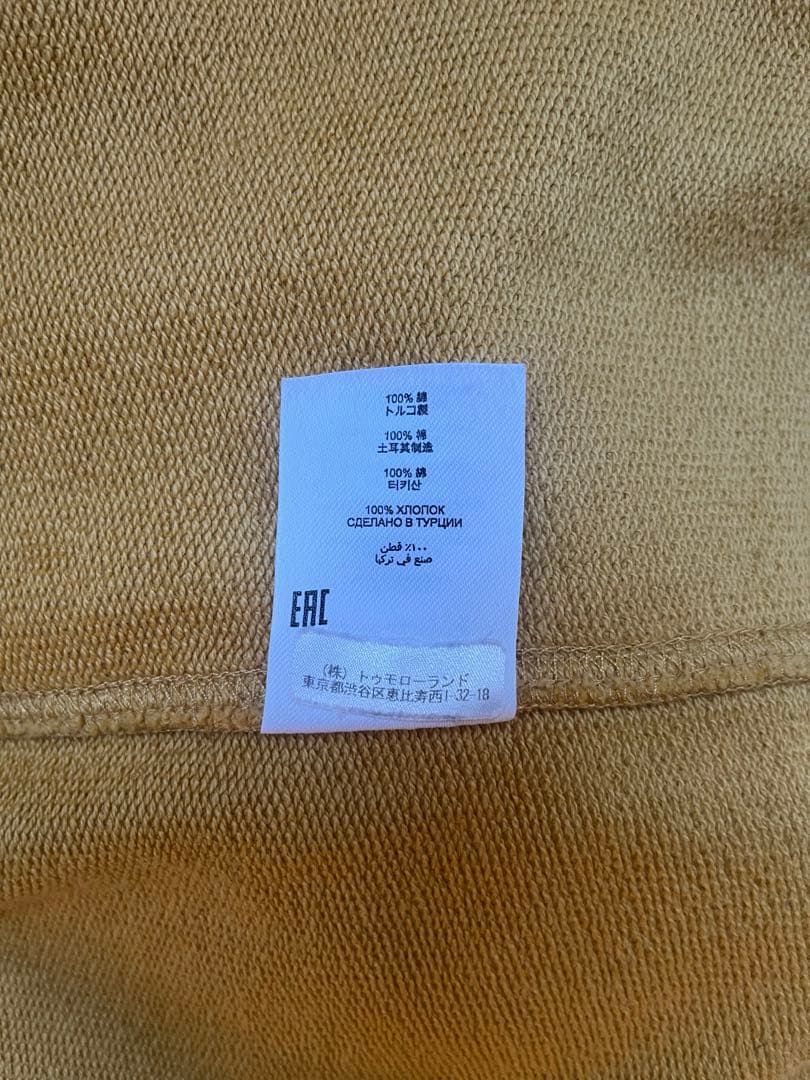 100% 綿
トルコ製
100% 棉
土耳其制造
100% 綿
터키산
100% ХЛОПОК
СДЕЛАНО В ТУРЦИИ
٪١٠٠ قطن
صنع في تركيا
EAC
（株）トゥモローランド
東京都渋谷区恵比寿西1-32-18